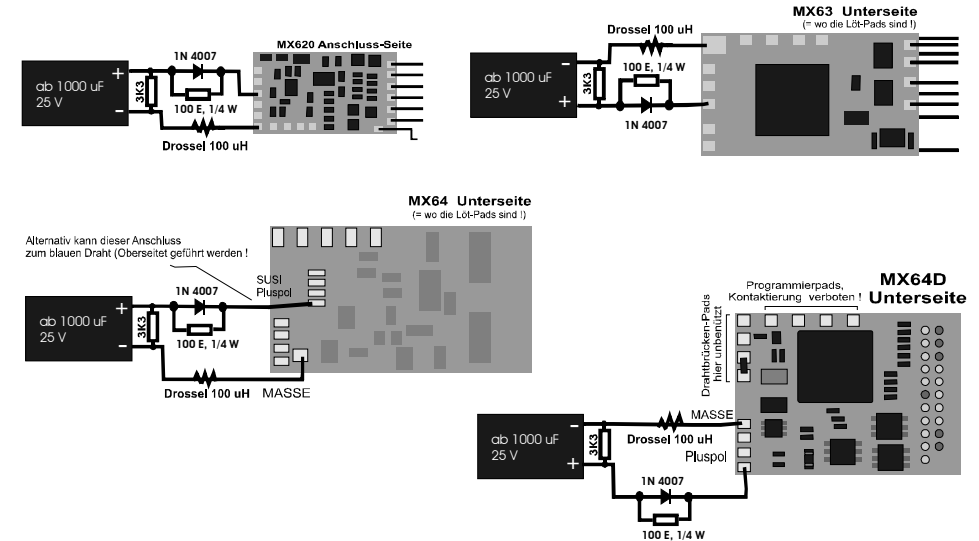 MX620 Anschluss-Seite
1N 4007
+
ab 1000 uF
25 V
3K3
100 E, 1/4 W
-
Drossel 100 uH
MX63 Unterseite
(= wo die Löt-Pads sind !)
Drossel 100 uH
-
ab 1000 uF
25 V
3K3
100 E, 1/4 W
+
1N 4007
MX64 Unterseite
(= wo die Löt-Pads sind !)
Alternativ kann dieser Anschluss
zum blauen Draht (Oberseitet geführt werden !
SUSI
Pluspol
1N 4007
+
ab 1000 uF
25 V
3K3
100 E, 1/4 W
-
Drossel 100 uH
MASSE
MX64D
Unterseite
Programmierpads,
Kontaktierung verboten !
Drahtbrücken-Pads
hier unbenützt
MASSE
-
Drossel 100 uH
ab 1000 uF
25 V
3K3
Pluspol
+
1N 4007
100 E, 1/4 W